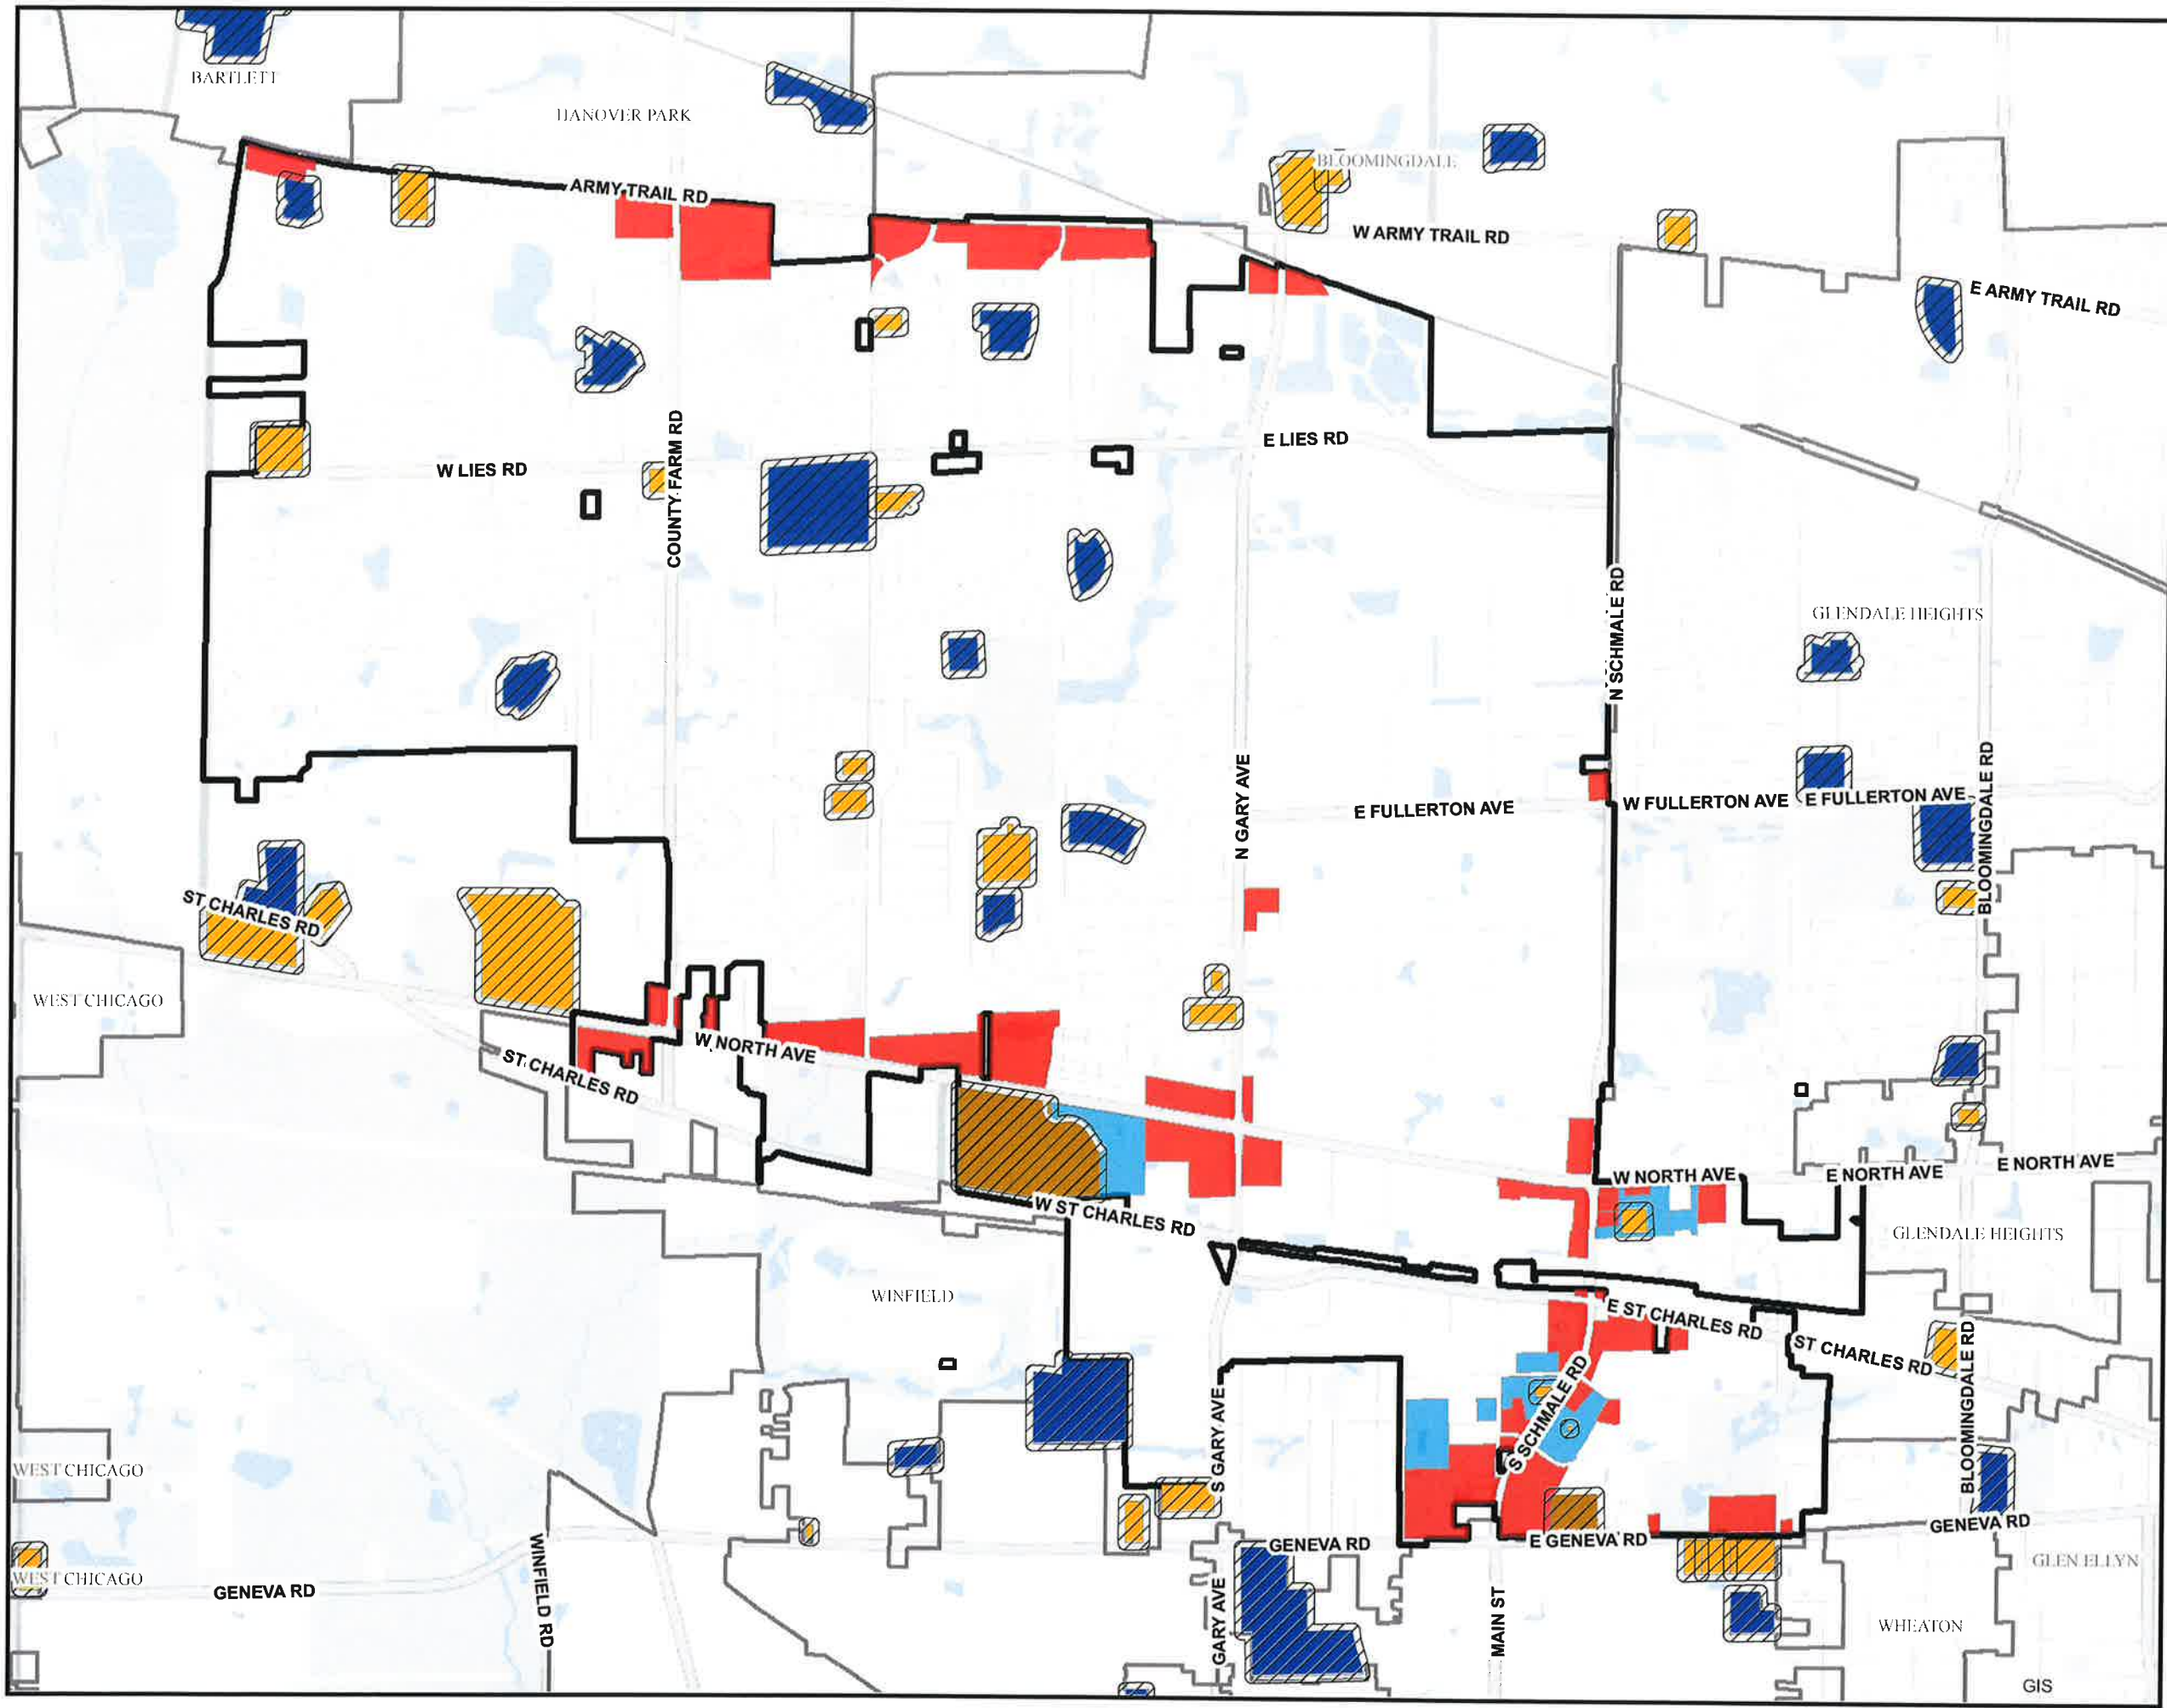 BARTLETT
HANOVER PARK
BLOOMINGDALE
ARMY TRAIL RD
W ARMY TRAIL RD
E ARMY TRAIL RD
COUNTY FARM RD
E LIES RD
W LIES RD
N SCHMALE RD
GLENDALE HEIGHTS
N GARY AVE
BLOOMINGDALE RD
E FULLERTON AVE
W FULLERTON AVE
E FULLERTON AVE
ST CHARLES RD
WEST CHICAGO
W NORTH AVE
ST CHARLES RD
W NORTH AVE
E NORTH AVE
E NORTH AVE
W ST CHARLES RD
GLENDALE HEIGHTS
WINFIELD
E ST CHARLES RD
ST CHARLES RD
BLOOMINGDALE RD
S SCHMALE RD
S GARY AVE
WEST CHICAGO
GENEVA RD
E GENEVA RD
GENEVA RD
WEST CHICAGO
GENEVA RD
WINFIELD RD
GARY AVE
MAIN ST
GLEN ELLYN
WHEATON
GIS